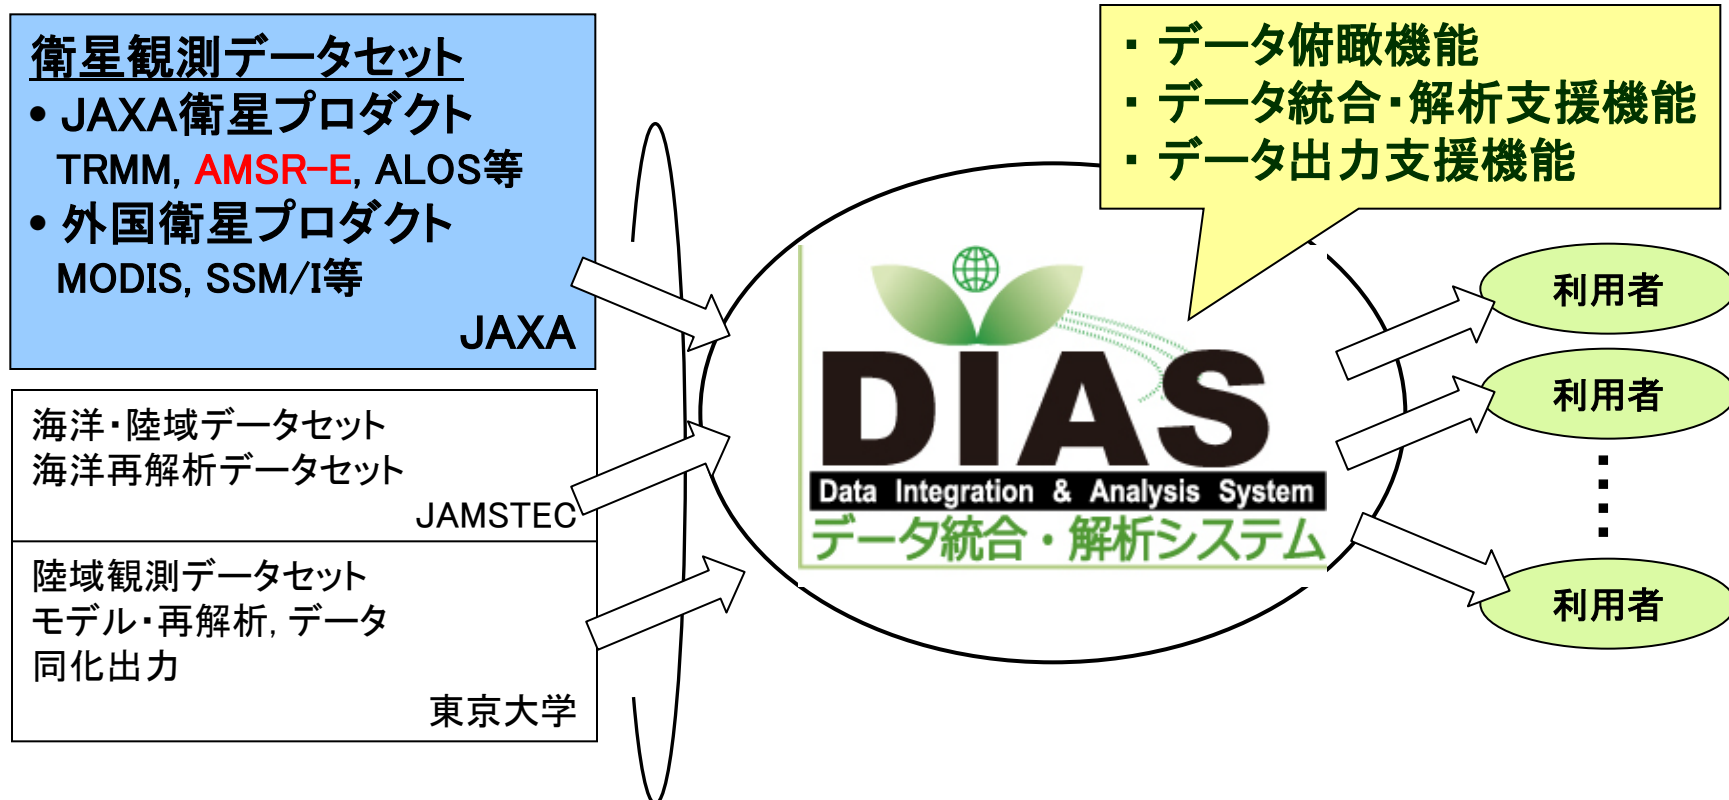 衛星観測データセット
• JAXA衛星プロダクト
TRMM, AMSR-E, ALOS等
• 外国衛星プロダクト
MODIS, SSM/I等
JAXA
海洋・陸域データセット
海洋再解析データセット
JAMSTEC
陸域観測データセット
モデル・再解析, データ
同化出力
東京大学
・ データ俯瞰機能
・ データ統合・解析支援機能
・ データ出力支援機能
DIAS
Data Integration & Analysis System
データ統合・解析システム
利用者
利用者
利用者